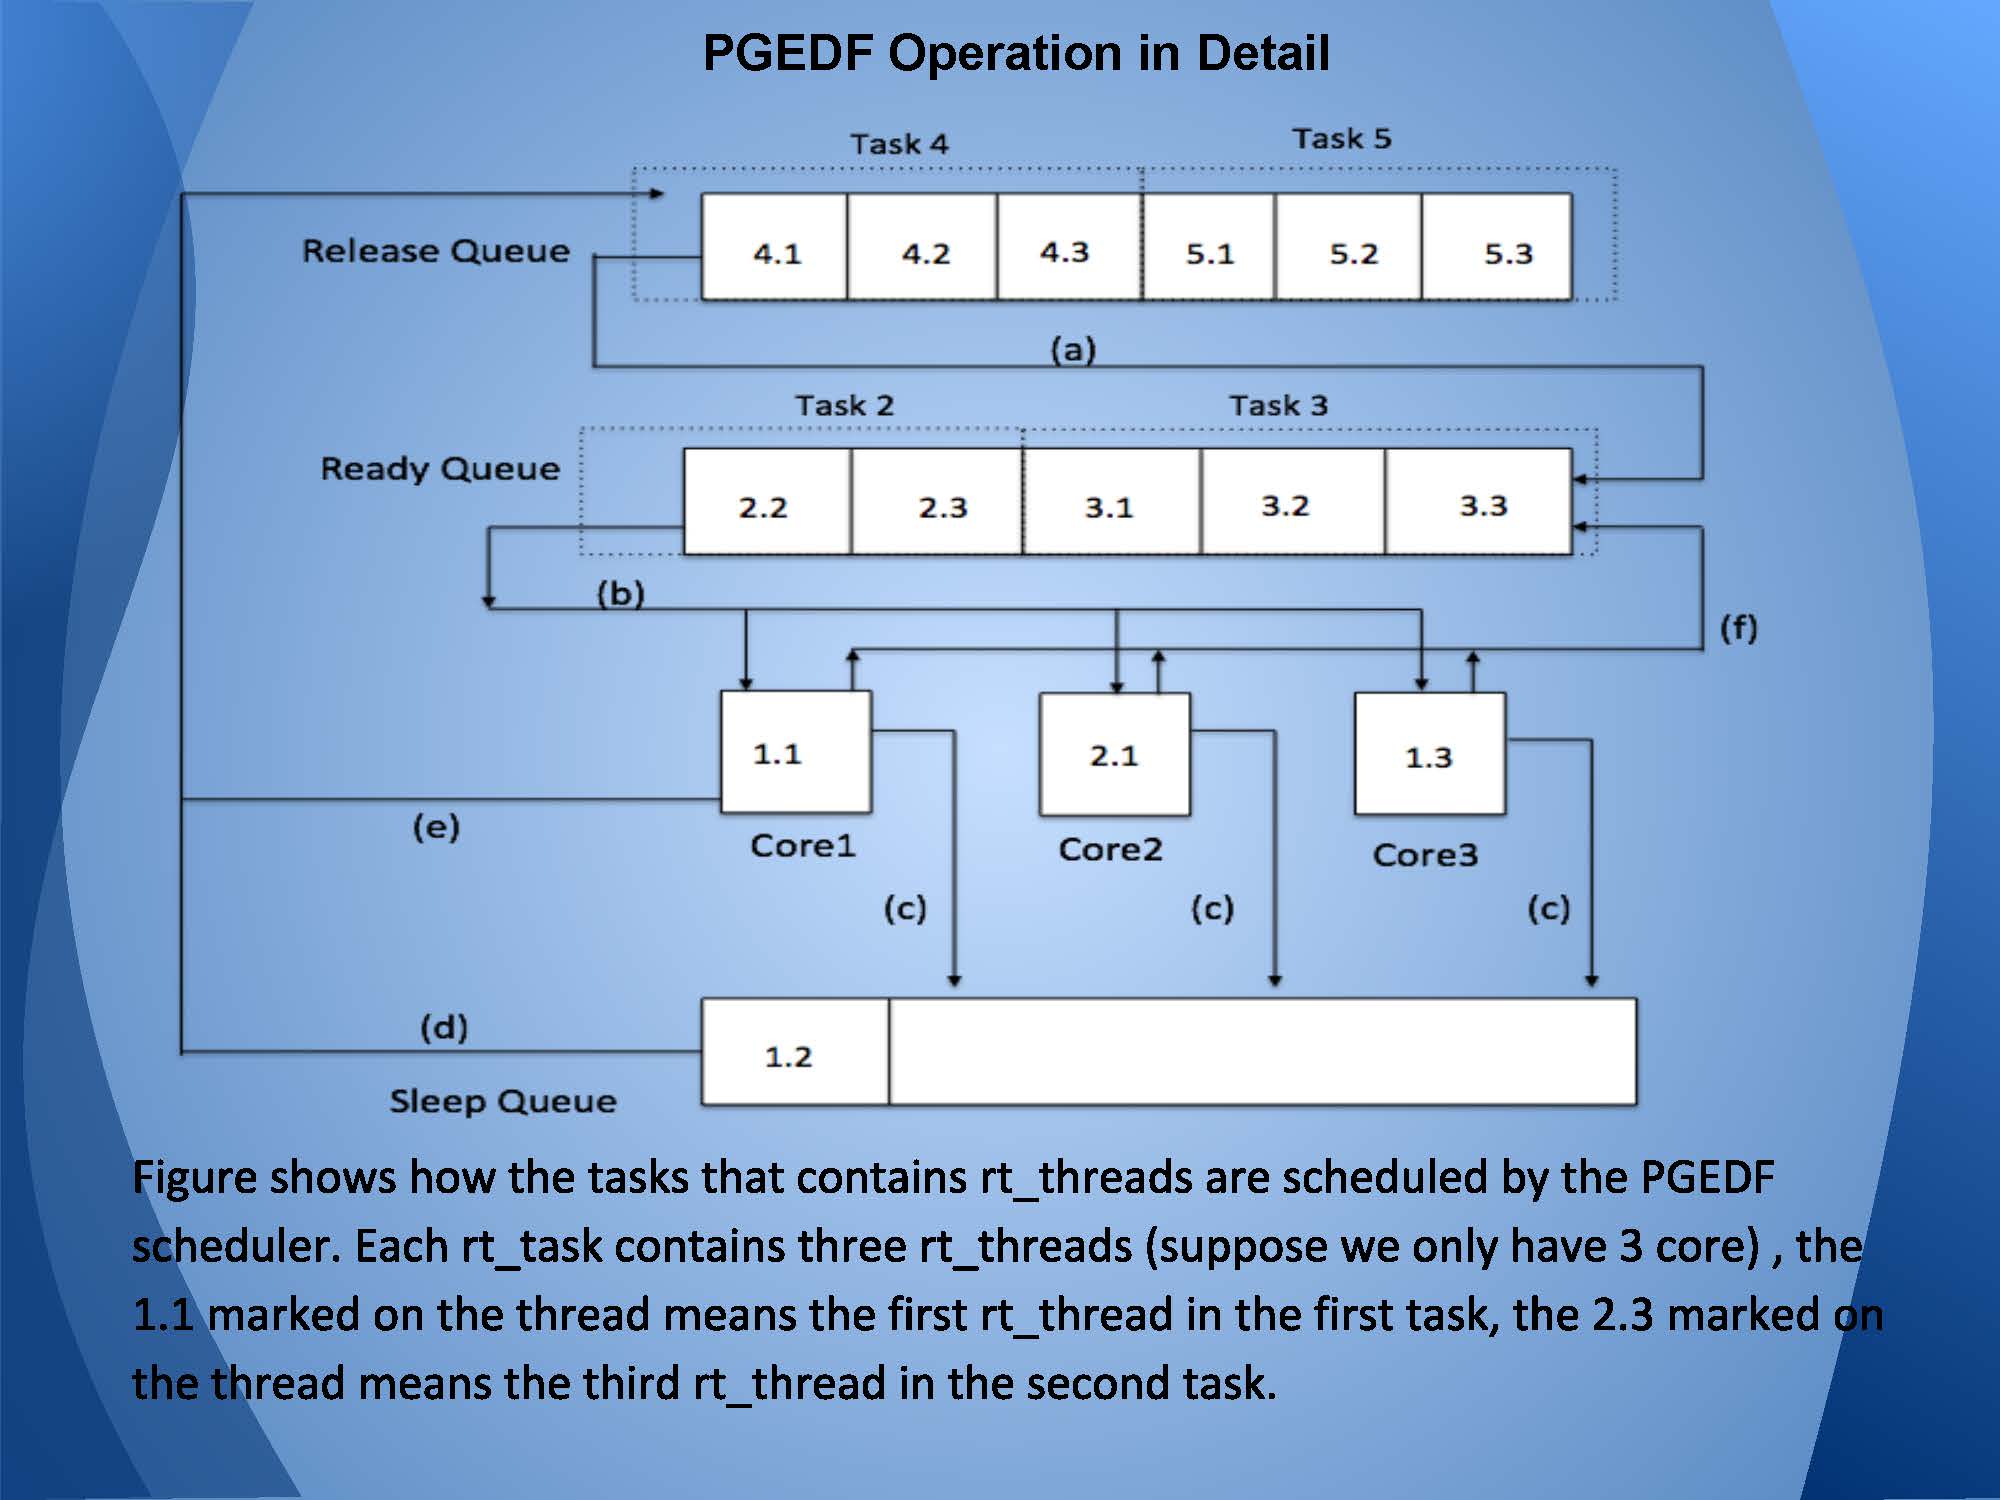 PGEDF Operation in Detail
Task 4
Task 5
Release Queue
4.1
4.2
4.3
5.1
5.2
5.3
(a)
Task 2
Task 3
Ready Queue
2.2
2.3
3.1
3.2
3.3
(b)
(f)
1.1
2.1
1.3
(e)
Core1
Core2
Core3
(c)
(c)
(c)
(d)
1.2
Sleep Queue
Figure shows how the tasks that contains rt_threads are scheduled by the PGEDF
scheduler. Each rt_task contains three rt_threads (suppose we only have 3 core) , the
1.1 marked on the thread means the first rt_thread in the first task, the 2.3 marked on
the thread means the third rt_thread in the second task.